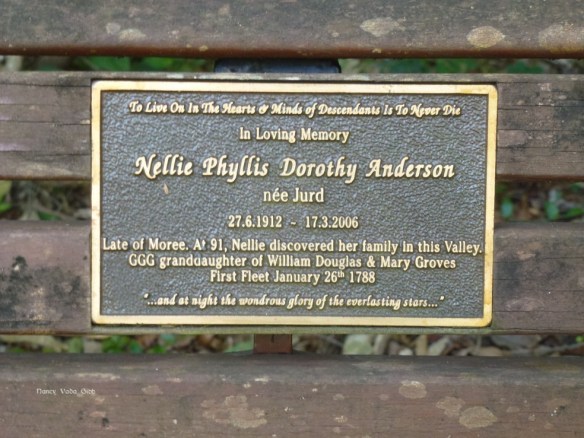 To Live On In The Hearts & Minds of Descendants Is To Never Die
In Loving Memory
Nellie Phyllis Dorothy Anderson
née Jurd
27.6.1912 - 17.3.2006
Late of Moree. At 91, Nellie discovered her family in this Valley.
GGG granduaughter of William Douglas & Mary Groves
First Fleet January 26th 1788
"...and at night the wondrous glory of the everlasting stars..."
Nancy Vada